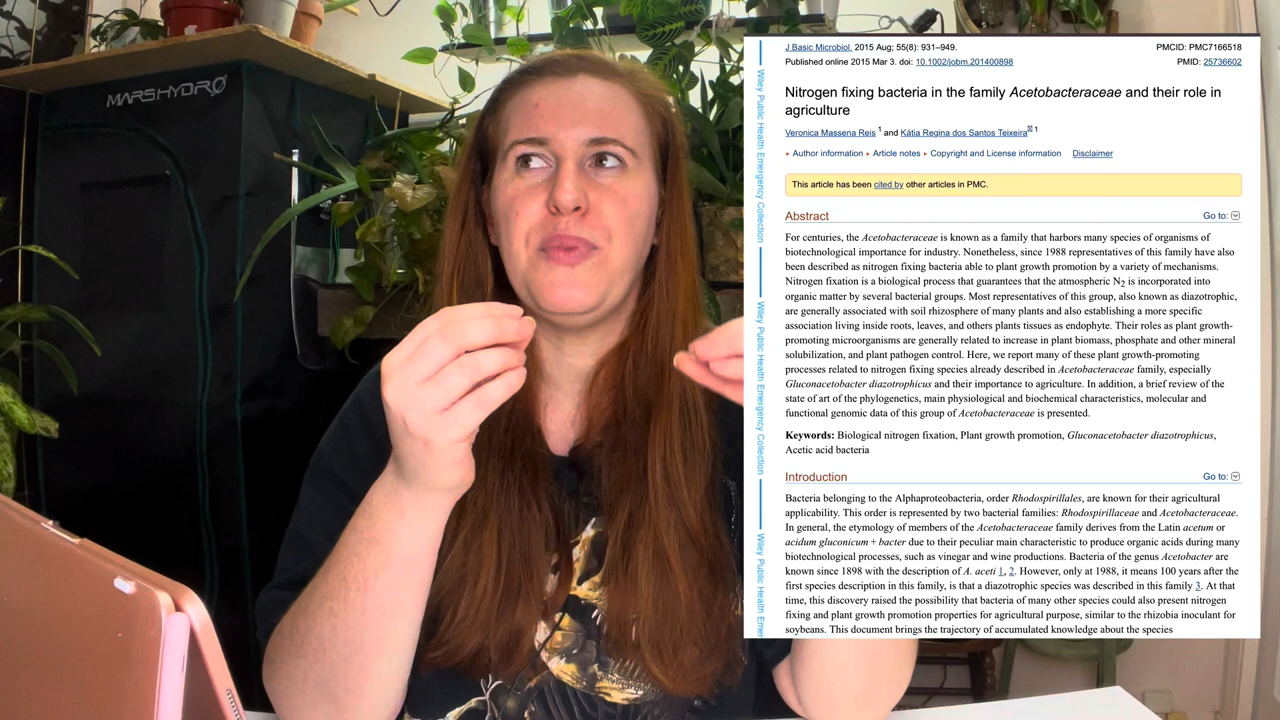 MARSHYDRO
J Basic Microbiol. 2015 Aug; 55(8): 931–949.
PMCID: PMC7166518
Published online 2015 Mar 3. doi: 10.1002/jobm.201400898
PMID: 25736602
Nitrogen fixing bacteria in the family Acetobacteraceae and their role in
agriculture
Veronica Massena Reis 1 and Kátia Regina dos Santos Teixeira✉ 1
▸ Author information ▸ Article notes ▸ Copyright and License information Disclaimer
This article has been cited by other articles in PMC.
Abstract
Go to:
For centuries, the Acetobacteraceae is known as a family that harbors many species of organisms of
biotechnological importance for industry. Nonetheless, since 1988 representatives of this family have also
been described as nitrogen fixing bacteria able to plant growth promotion by a variety of mechanisms.
Nitrogen fixation is a biological process that guarantees that the atmospheric N2 is incorporated into
organic matter by several bacterial groups. Most representatives of this group, also known as diazotrophic,
are generally associated with soil rhizosphere of many plants and also establishing a more specific
association living inside roots, leaves, and others plants tissues as endophyte. Their roles as plant growth-
promoting microorganisms are generally related to increase in plant biomass, phosphate and other mineral
solubilization, and plant pathogen control. Here, we report many of these plant growth-promoting
processes related to nitrogen fixing species already described in Acetobacteraceae family, especially
Gluconacetobacter diazotrophicus and their importance to agriculture. In addition, a brief review of the
state of art of the phylogenetics, main physiological and biochemical characteristics, molecular and
functional genomic data of this group of Acetobacteraceae is presented.
Keywords: Biological nitrogen fixation, Plant growth promotion, Gluconacetobacter diazotrophicus,
Acetic acid bacteria
Introduction
Go to:
Bacteria belonging to the Alphaproteobacteria, order Rhodospirillales, are known for their agricultural
applicability. This order is represented by two bacterial families: Rhodospirillaceae and Acetobacteraceae.
In general, the etymology of members of the Acetobacteraceae family derives from the Latin acetum or
acidum gluconicum + bacter due to their peculiar main characteristic to produce organic acids during many
biotechnological processes, such as vinegar and wine productions. Bacteria of the genus Acetobacter are
known since 1898 with the description of A. aceti 1, 2. However, only at 1988, it means 100 years after the
first species description in this family, is that a diazotrophic species was described in this family 3. At that
time, this discovery raised the possibility that bacteria of many other species could also present nitrogen
fixing and plant growth promotion properties for agricultural purpose, similar to the rhizobia inoculant for
soybeans. This document brings the trajectory of accumulated knowledge about the species
Wiley Public Health Emergency Collection
Wiley Public Health Emergency Collection
Wiley Public Health Emer